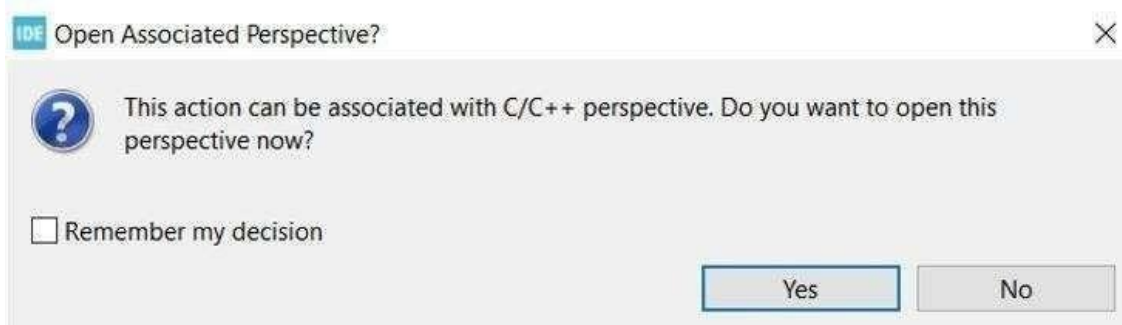 IDE Open Associated Perspective?
This action can be associated with C/C++ perspective. Do you want to open this
perspective now?
Remember my decision
Yes No